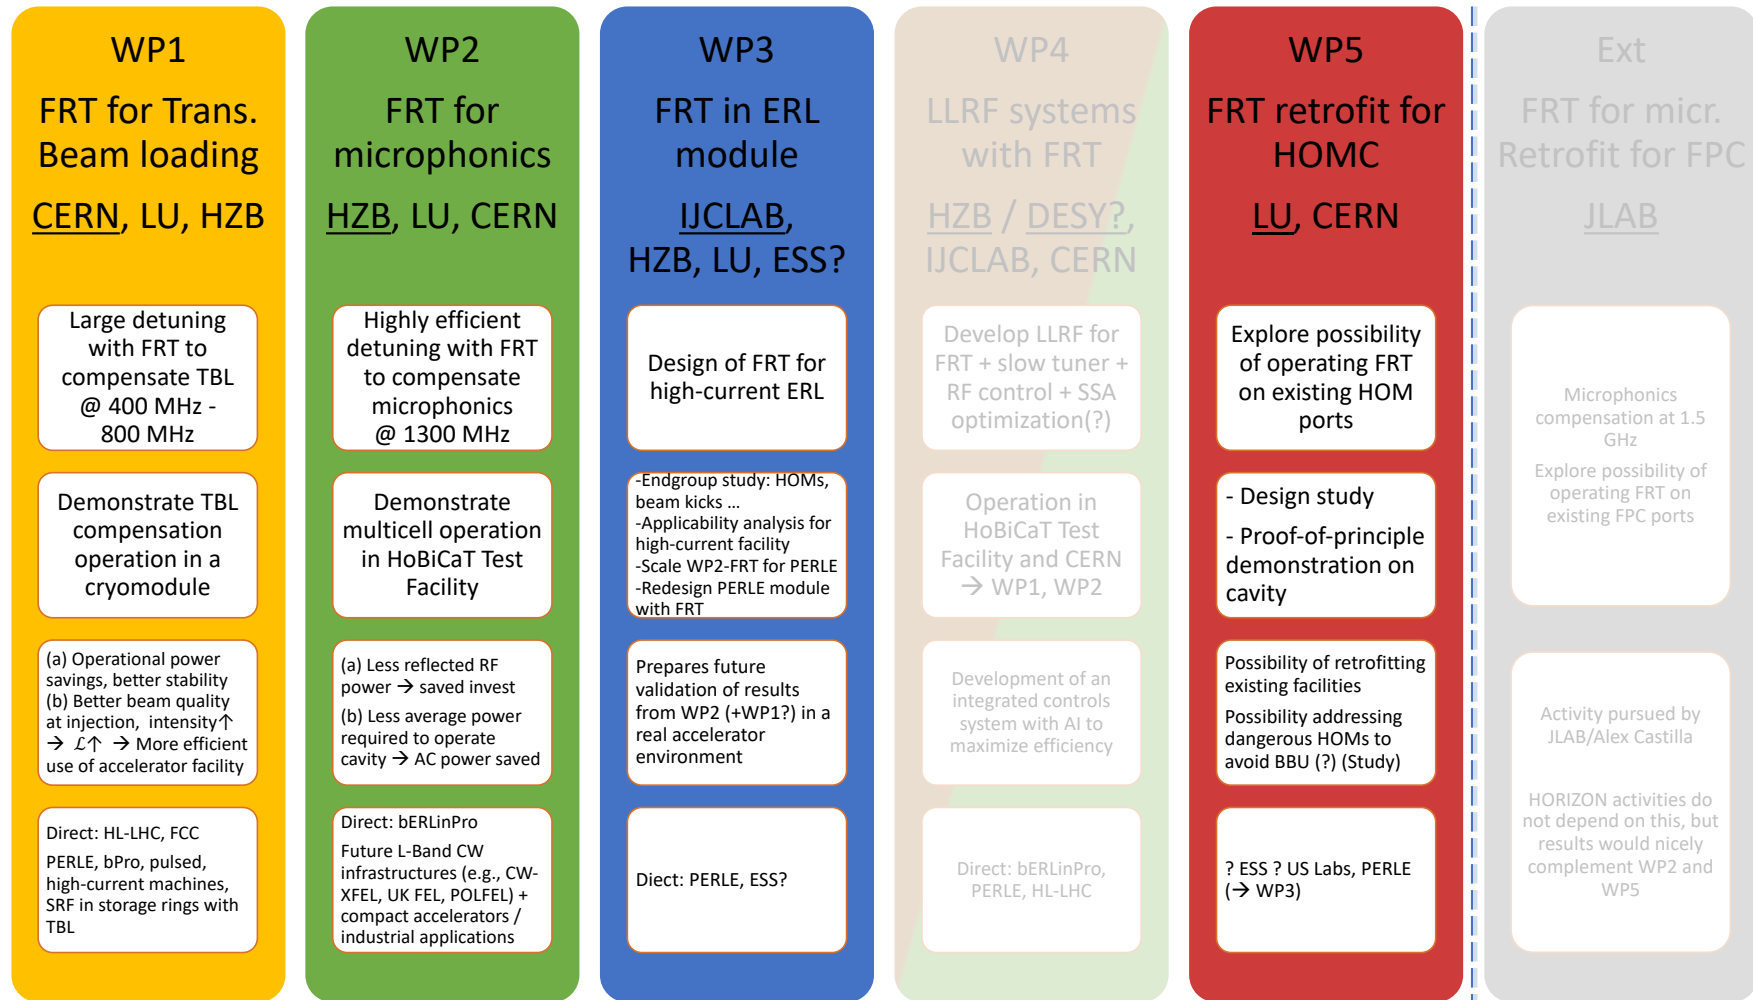 WP1
FRT for Trans.
Beam loading
CERN, LU, HZB
Large detuning
with FRT to
compensate TBL
@ 400 MHz -
800 MHz
Demonstrate TBL
compensation
operation in a
cryomodule
(a) Operational power
savings, better stability
(b) Better beam quality
at injection, intensity↑
→ ℒ↑ → More efficient
use of accelerator facility
Direct: HL-LHC, FCC
PERLE, bPro, pulsed,
high-current machines,
SRF in storage rings with
TBL
WP2
FRT for
microphonics
HZB, LU, CERN
Highly efficient
detuning with FRT
to compensate
microphonics
@ 1300 MHz
Demonstrate
multicell operation
in HoBiCaT Test
Facility
(a) Less reflected RF
power → saved invest
(b) Less average power
required to operate
cavity → AC power saved
Direct: bERLinPro
Future L-Band CW
infrastructures (e.g., CW-
XFEL, UK FEL, POLFEL) +
compact accelerators /
industrial applications
WP3
FRT in ERL
module
IJCLAB,
HZB, LU, ESS?
Design of FRT for
high-current ERL
-Endgroup study: HOMs,
beam kicks ...
-Applicability analysis for
high-current facility
-Scale WP2-FRT for PERLE
-Redesign PERLE module
with FRT
Prepares future
validation of results
from WP2 (+WP1?) in a
real accelerator
environment
Diect: PERLE, ESS?
WP4
LLRF systems
with FRT
HZB / DESY?,
IJCLAB, CERN
Develop LLRF for
FRT + slow tuner +
RF control + SSA
optimization(?)
Operation in
HoBiCaT Test
Facility and CERN
→ WP1, WP2
Development of an
integrated controls
system with AI to
maximize efficiency
Direct: bERLinPro,
PERLE, HL-LHC
WP5
FRT retrofit for
HOMC
LU, CERN
Explore possibility
of operating FRT
on existing HOM
ports
- Design study
- Proof-of-principle
demonstration on
cavity
Possibility of retrofitting
existing facilities
Possibility addressing
dangerous HOMs to
avoid BBU (?) (Study)
? ESS ? US Labs, PERLE
(→ WP3)
Ext
FRT for micr.
Retrofit for FPC
JLAB
Microphonics
compensation at 1.5
GHz
Explore possibility of
operating FRT on
existing FPC ports
Activity pursued by
JLAB/Alex Castilla
HORIZON activities do
not depend on this, but
results would nicely
complement WP2 and
WP5